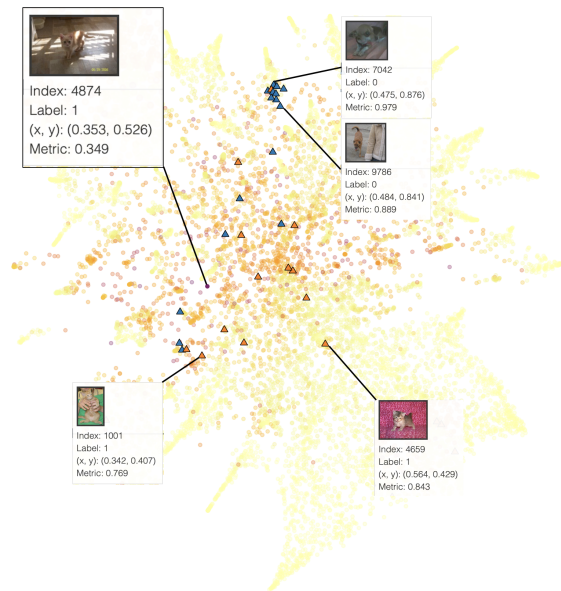 Index: 4874
Label: 1
(x, y): (0.353, 0.526)
Metric: 0.349
Index: 7042
Label: 0
(x, y): (0.475, 0.876)
Metric: 0.979
Index: 9786
Label: 0
(x, y): (0.484, 0.841)
Metric: 0.889
Index: 1001
Label: 1
(x, y): (0.342, 0.407)
Metric: 0.769
Index: 4659
Label: 1
(x, y): (0.564, 0.429)
Metric: 0.843